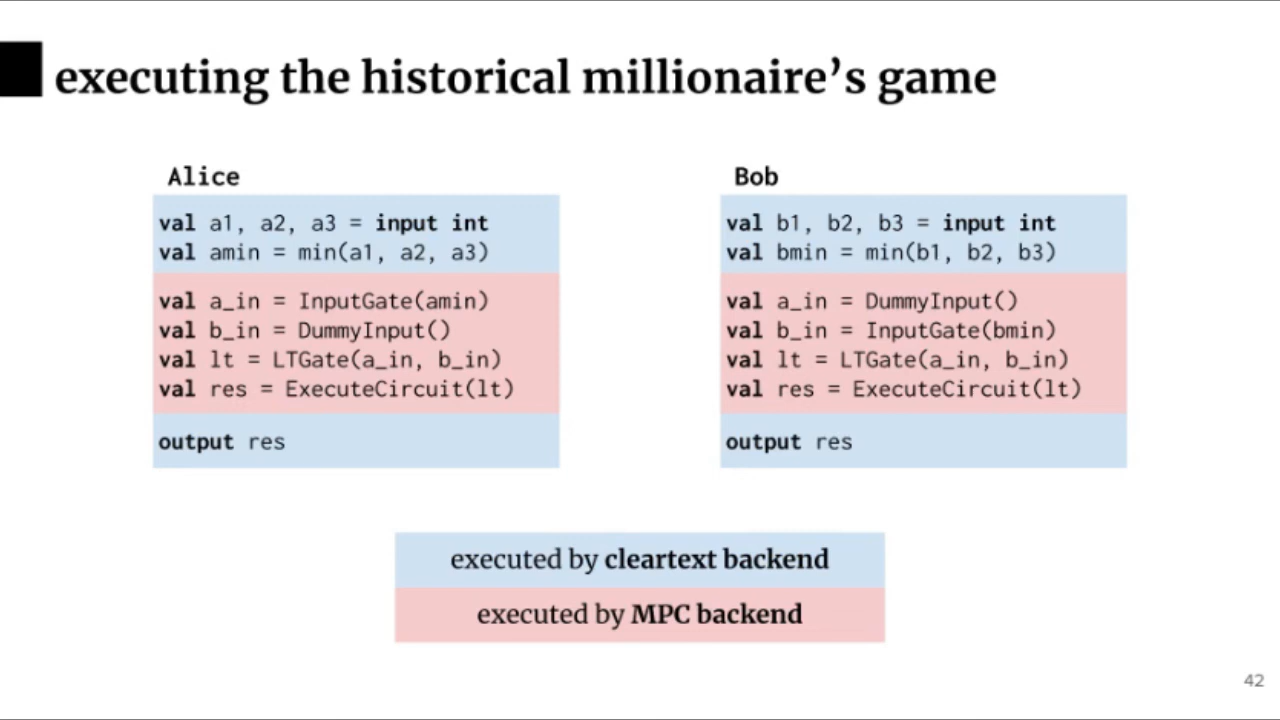 executing the historical millionaire’s game
Alice
val a1, a2, a3 = input int
val amin = min(a1, a2, a3)
val a_in = InputGate(amin)
val b_in = DummyInput()
val lt = LTGate(a_in, b_in)
val res = ExecuteCircuit(lt)
output res
Bob
val b1, b2, b3 = input int
val bmin = min(b1, b2, b3)
val a_in = DummyInput()
val b_in = InputGate(bmin)
val lt = LTGate(a_in, b_in)
val res = ExecuteCircuit(lt)
output res
executed by cleartext backend
executed by MPC backend
42